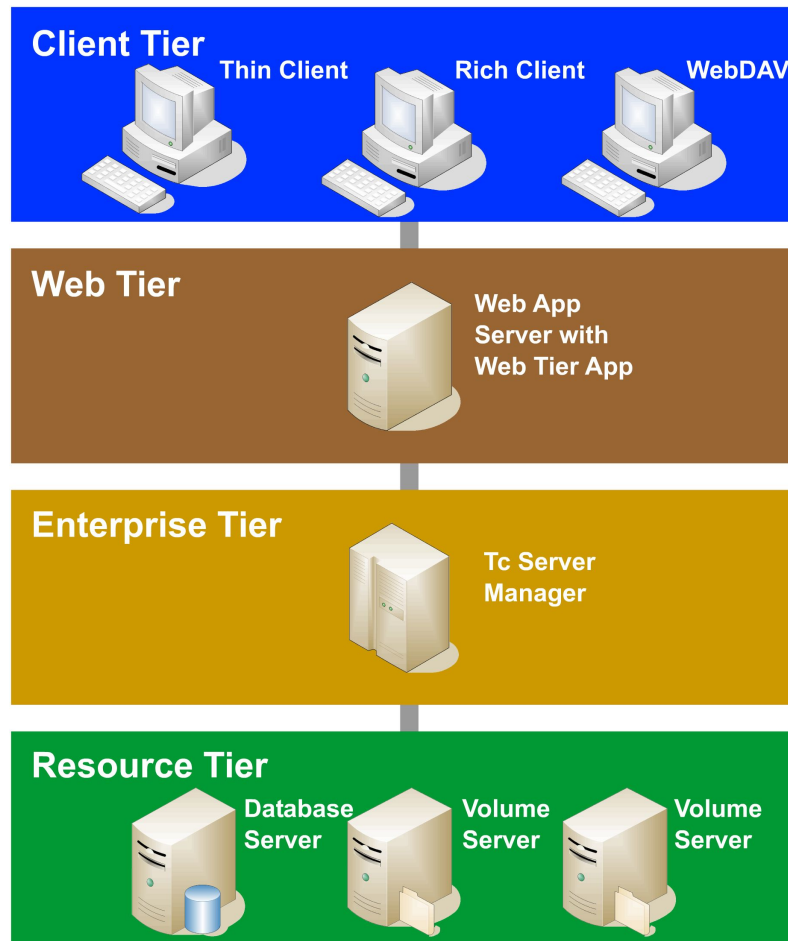 Client Tier
Thin Client
Rich Client
WebDAV
Web Tier
Web App
Server with
Web Tier App
Enterprise Tier
Tc Server
Manager
Resource Tier
Database
Server
Volume
Server
Volume
Server